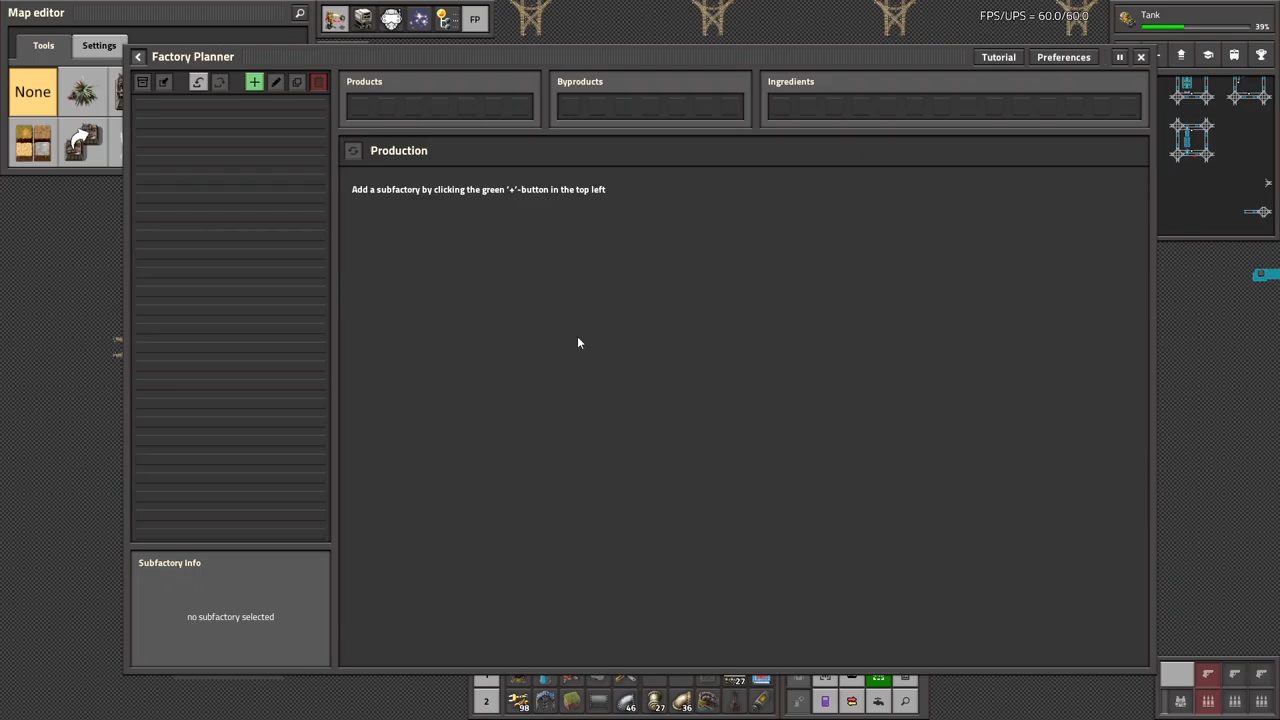 Map editor
FP
FPS/UPS = 60.0/60.0
Tank
39%
Tools
Settings
Factory Planner
Tutorial
Preferences
None
Products
Byproducts
Ingredients
Production
Add a subfactory by clicking the green '+'-button in the top left
Subfactory Info
no subfactory selected
27
2
98
46
27
36